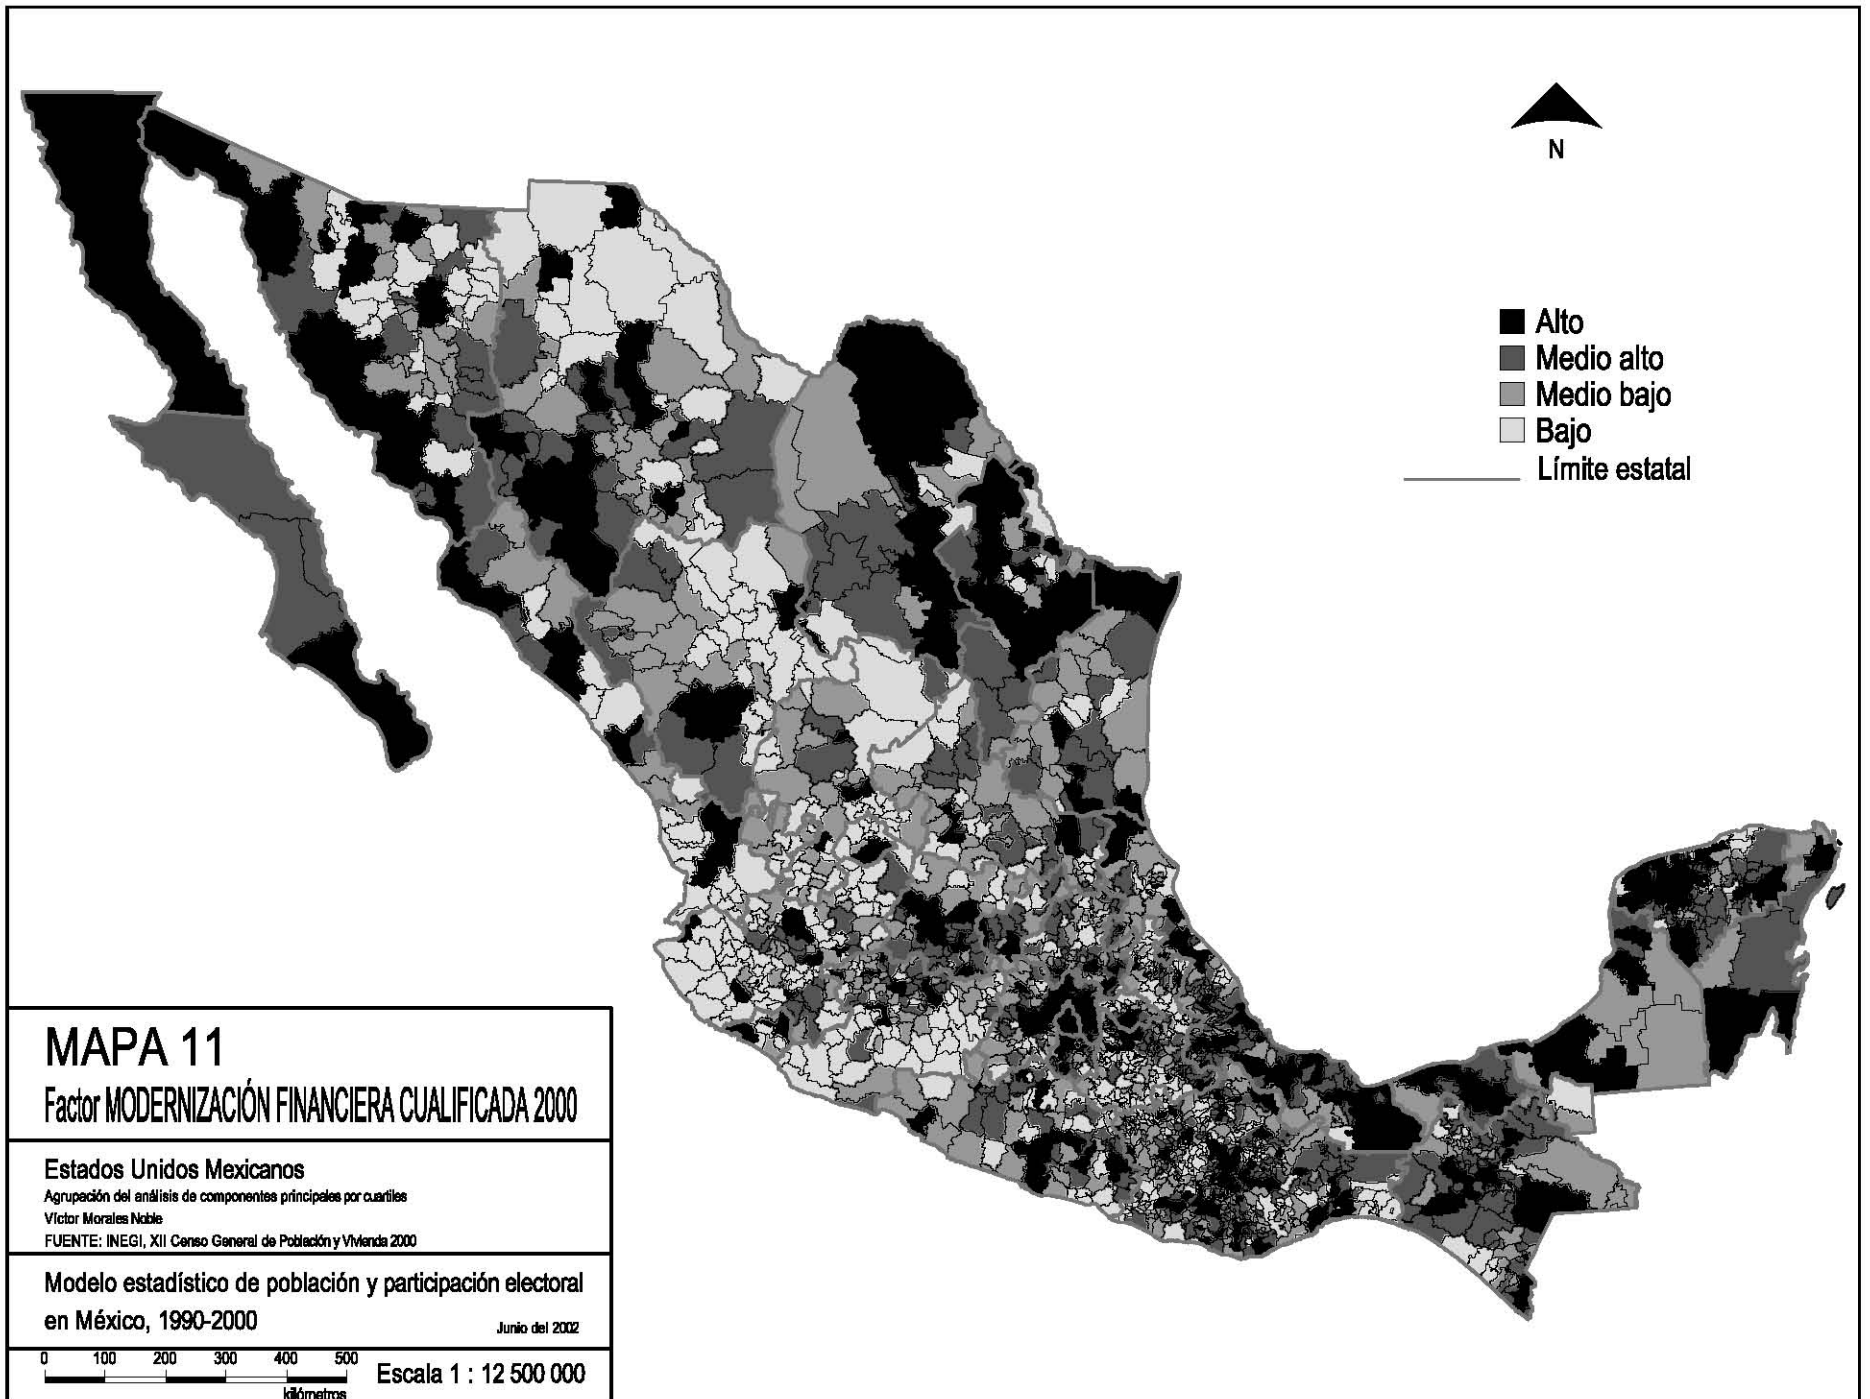 N
Alto
Medio alto
Medio bajo
Bajo
Límite estatal
MAPA 11
Factor MODERNIZACIÓN FINANCIERA CUALIFICADA 2000
Estados Unidos Mexicanos
Agrupación del análisis de componentes principales por cuartiles
Víctor Morales Noble
FUENTE: INEGI, XII Censo General de Población y Vivienda 2000
Modelo estadístico de población y participación electoral
en México, 1990-2000
Junio del 2002
0 100 200 300 400 500
kilómetros
Escala 1 : 12 500 000